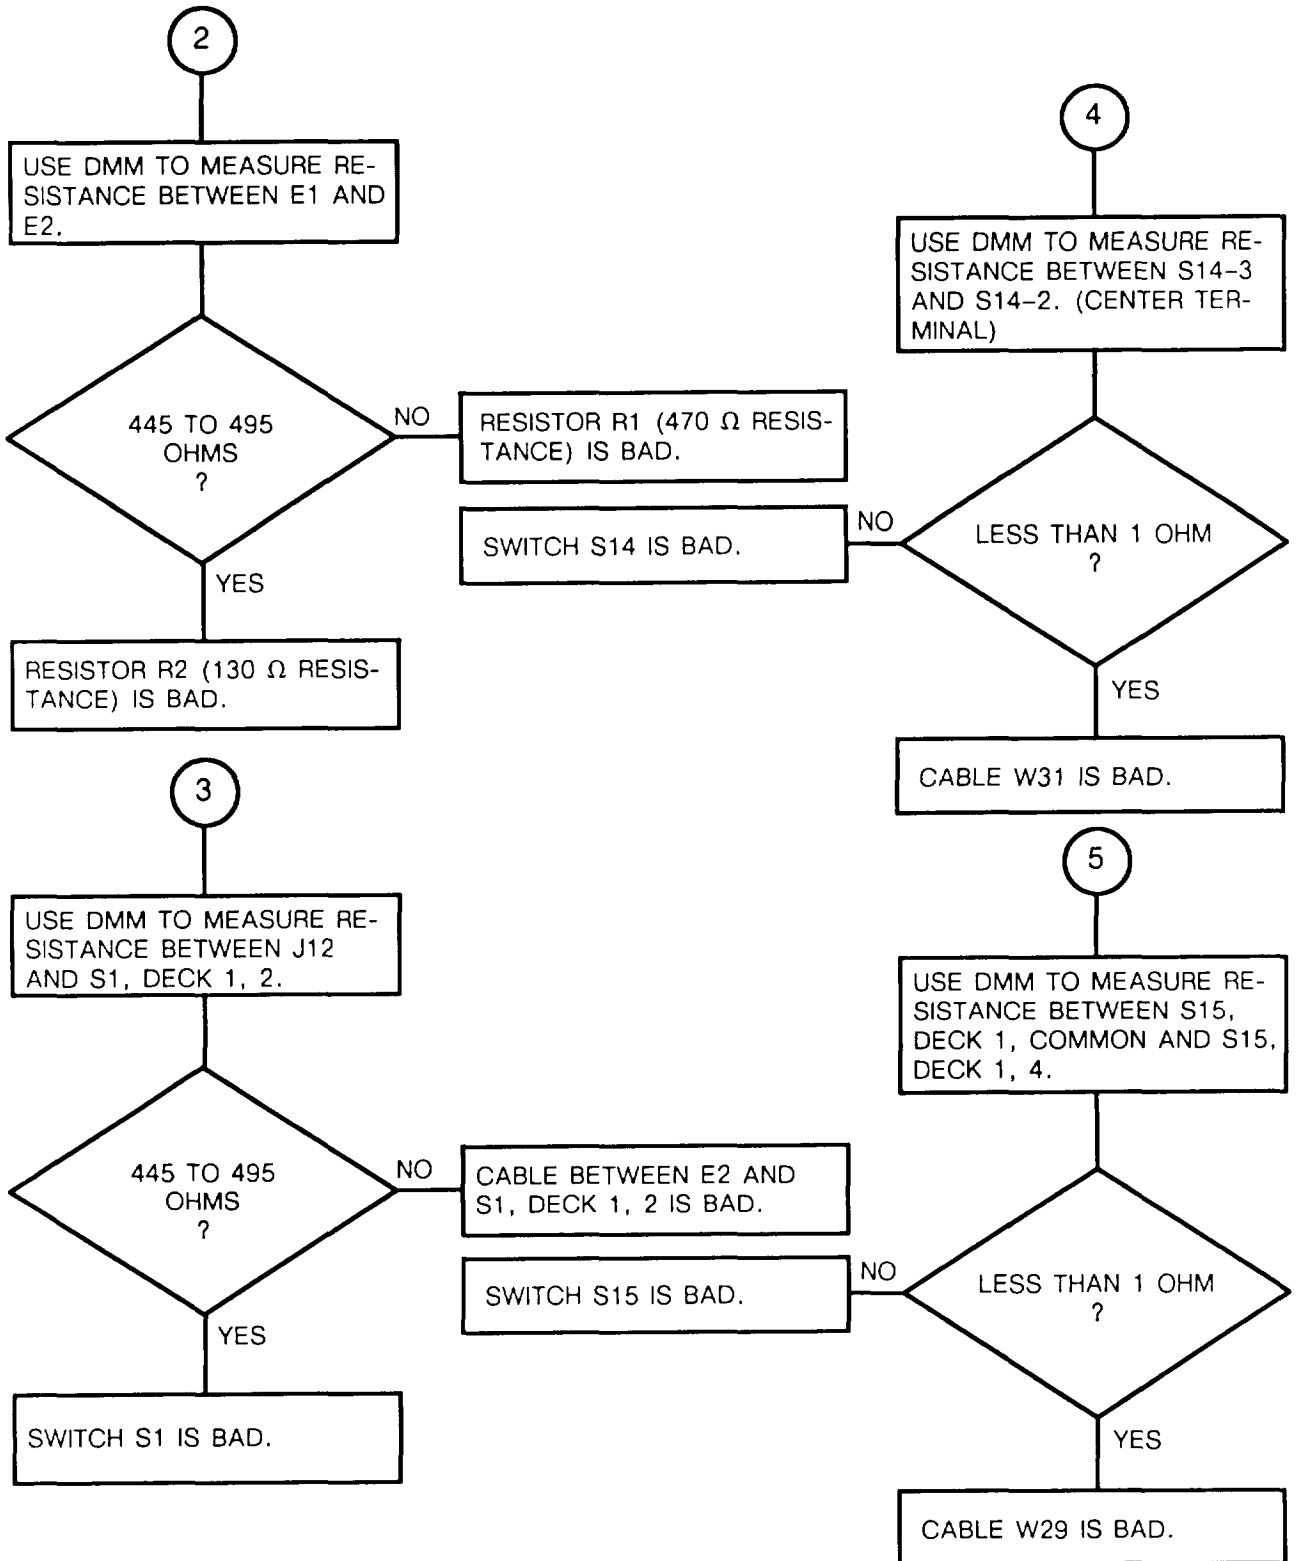 2
USE DMM TO MEASURE RE-
SISTANCE BETWEEN E1 AND
E2.
445 TO 495
OHMS
?
NO
RESISTOR R1 (470 Ω RESIS-
TANCE) IS BAD.
YES
RESISTOR R2 (130 Ω RESIS-
TANCE) IS BAD.
3
USE DMM TO MEASURE RE-
SISTANCE BETWEEN J12
AND S1, DECK 1, 2.
445 TO 495
OHMS
?
NO
CABLE BETWEEN E2 AND
S1, DECK 1, 2 IS BAD.
YES
SWITCH S1 IS BAD.
4
USE DMM TO MEASURE RE-
SISTANCE BETWEEN S14-3
AND S14-2. (CENTER TER-
MINAL)
LESS THAN 1 OHM
?
NO
SWITCH S14 IS BAD.
YES
CABLE W31 IS BAD.
5
USE DMM TO MEASURE RE-
SISTANCE BETWEEN S15,
DECK 1, COMMON AND S15,
DECK 1, 4.
LESS THAN 1 OHM
?
NO
SWITCH S15 IS BAD.
YES
CABLE W29 IS BAD.